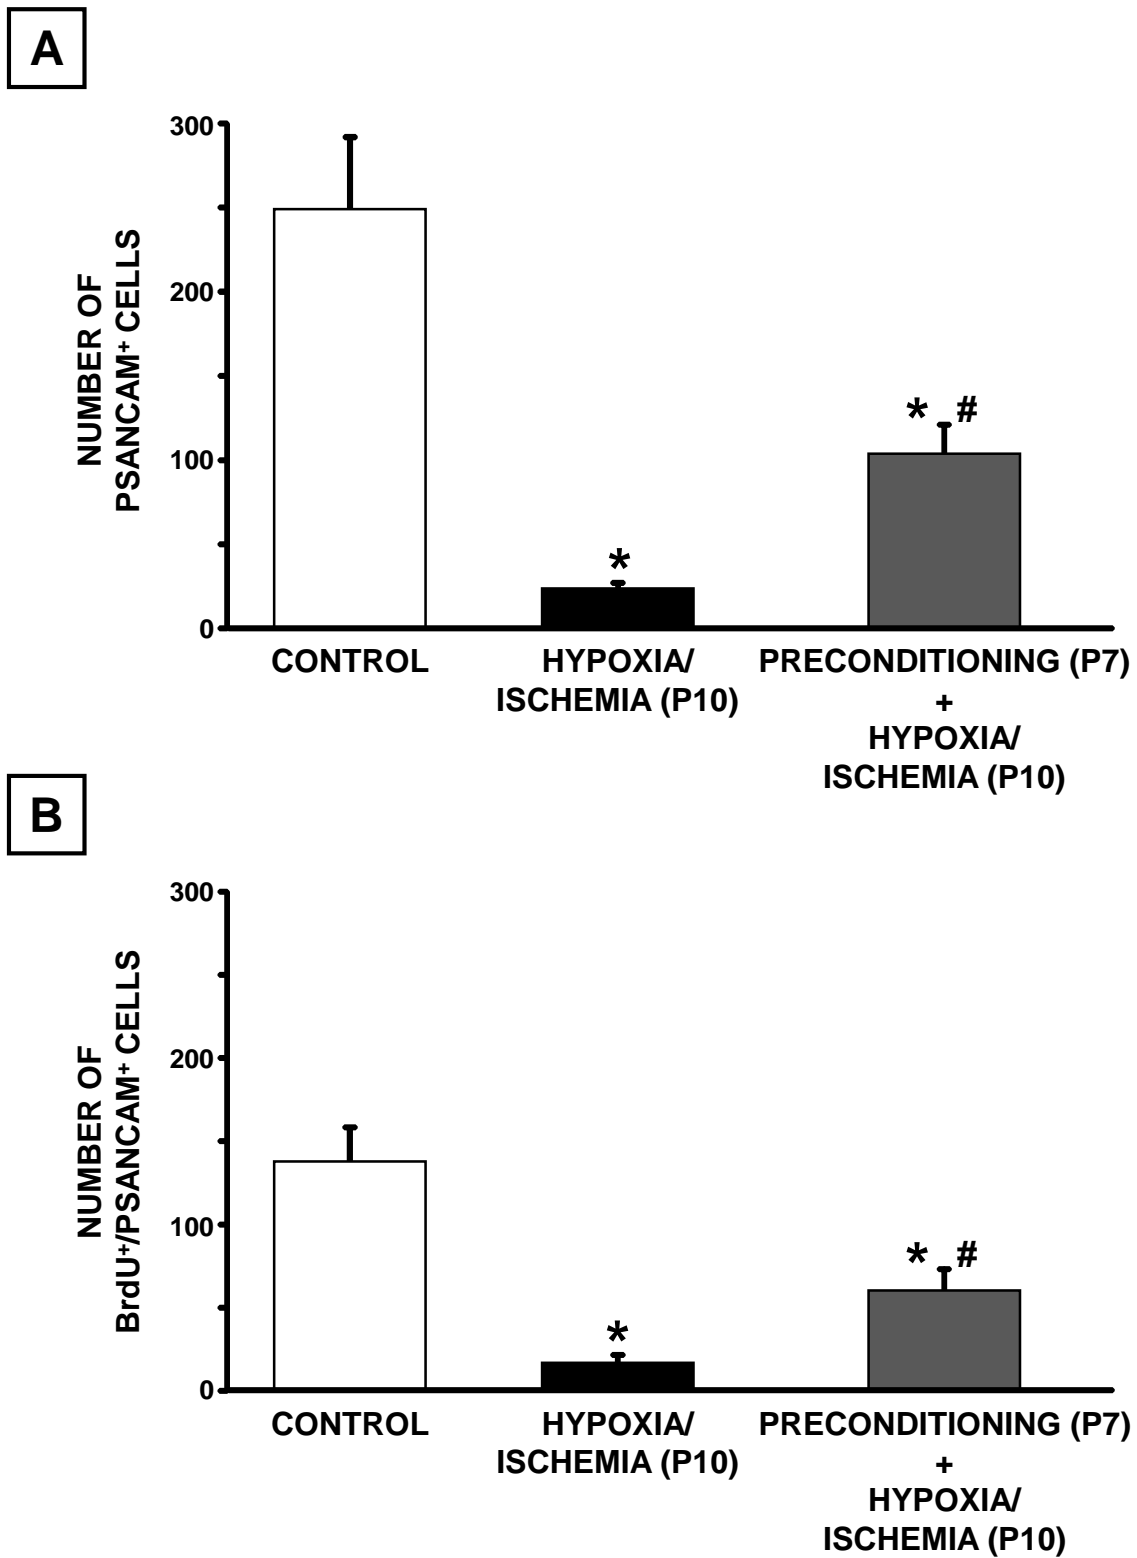 A
300
200
100
0
NUMBER OF
PSANCAM⁺ CELLS
*
* #
CONTROL
HYPOXIA/
ISCHEMIA (P10)
PRECONDITIONING (P7)
+
HYPOXIA/
ISCHEMIA (P10)
B
300
200
100
0
NUMBER OF
BrdU⁺/PSANCAM⁺ CELLS
*
* #
CONTROL
HYPOXIA/
ISCHEMIA (P10)
PRECONDITIONING (P7)
+
HYPOXIA/
ISCHEMIA (P10)